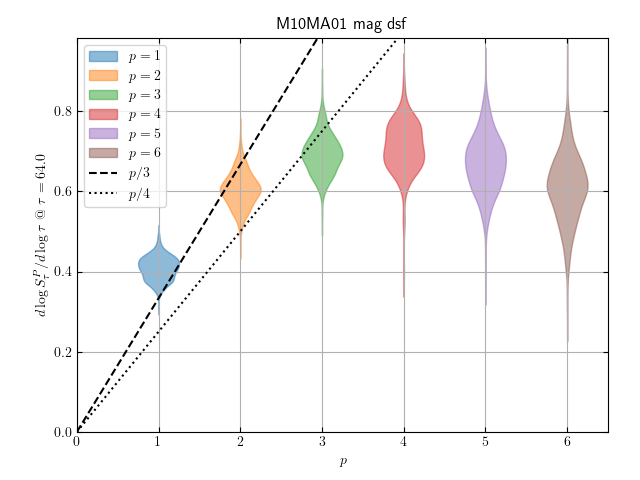 M10MA01 mag dsf
p = 1
p = 2
p = 3
p = 4
p = 5
p = 6
p/3
p/4
d log S_τ^P / d log τ @ τ = 64.0
0.8
0.6
0.4
0.2
0.0
0 1 2 3 4 5 6
p